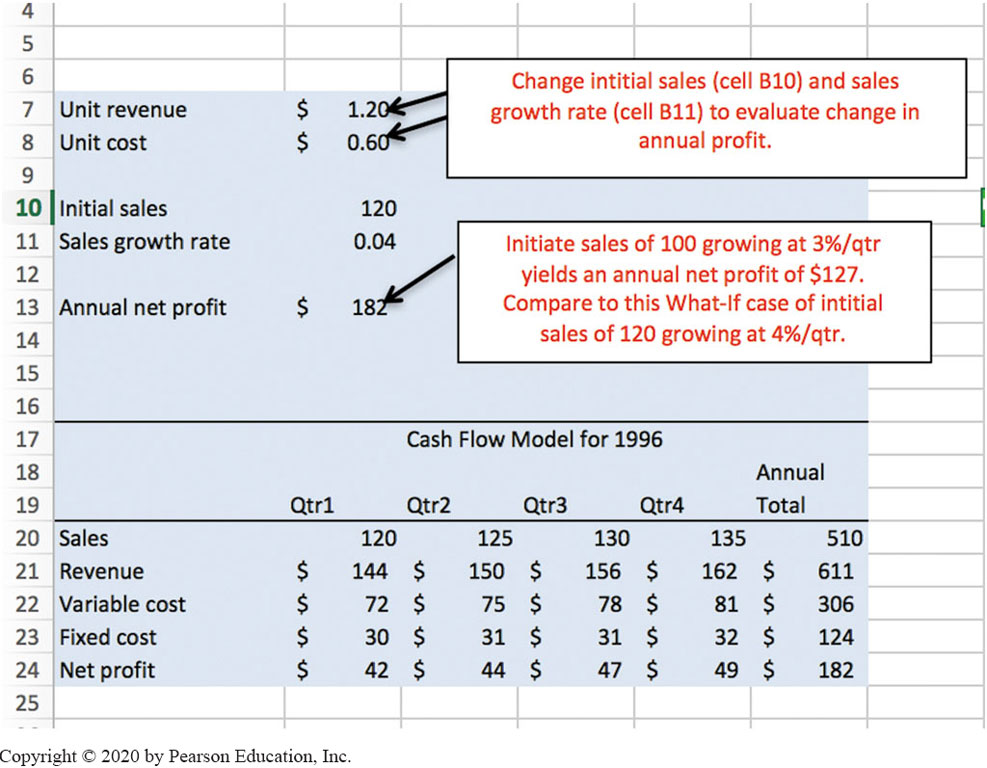 4
5
6
Change intitial sales (cell B10) and sales
growth rate (cell B11) to evaluate change in
annual profit.
7 Unit revenue $ 1.20
8 Unit cost $ 0.60
9
10 Initial sales 120
11 Sales growth rate 0.04
Initiate sales of 100 growing at 3%/qtr
yields an annual net profit of $127.
Compare to this What-If case of intitial
sales of 120 growing at 4%/qtr.
12
13 Annual net profit $ 182
14
15
16
17 Cash Flow Model for 1996
18 Annual
19 Qtr1 Qtr2 Qtr3 Qtr4 Total
20 Sales 120 125 130 135 510
21 Revenue $ 144 $ 150 $ 156 $ 162 $ 611
22 Variable cost $ 72 $ 75 $ 78 $ 81 $ 306
23 Fixed cost $ 30 $ 31 $ 31 $ 32 $ 124
24 Net profit $ 42 $ 44 $ 47 $ 49 $ 182
25
Copyright © 2020 by Pearson Education, Inc.